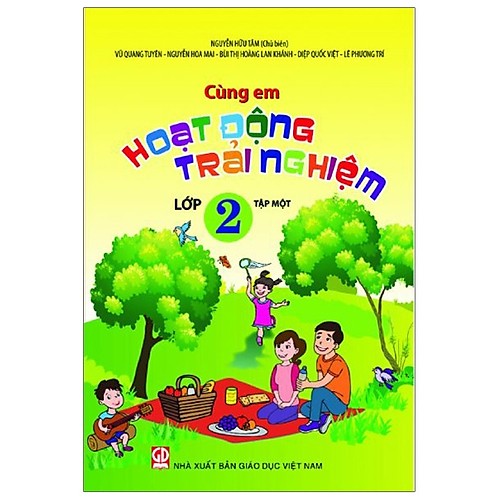 NGUYỄN HỮU TÂM (Chủ biên)
VŨ QUANG TUYÊN - NGUYỄN HOA MAI - BÙI THỊ HOÀNG LAN KHÁNH - DIỆP QUỐC VIỆT - LÊ PHƯƠNG TRÍ
Cùng em
HOẠT ĐỘNG
TRẢI NGHIỆM
LỚP 2 TẬP MỘT
GD
NHÀ XUẤT BẢN GIÁO DỤC VIỆT NAM